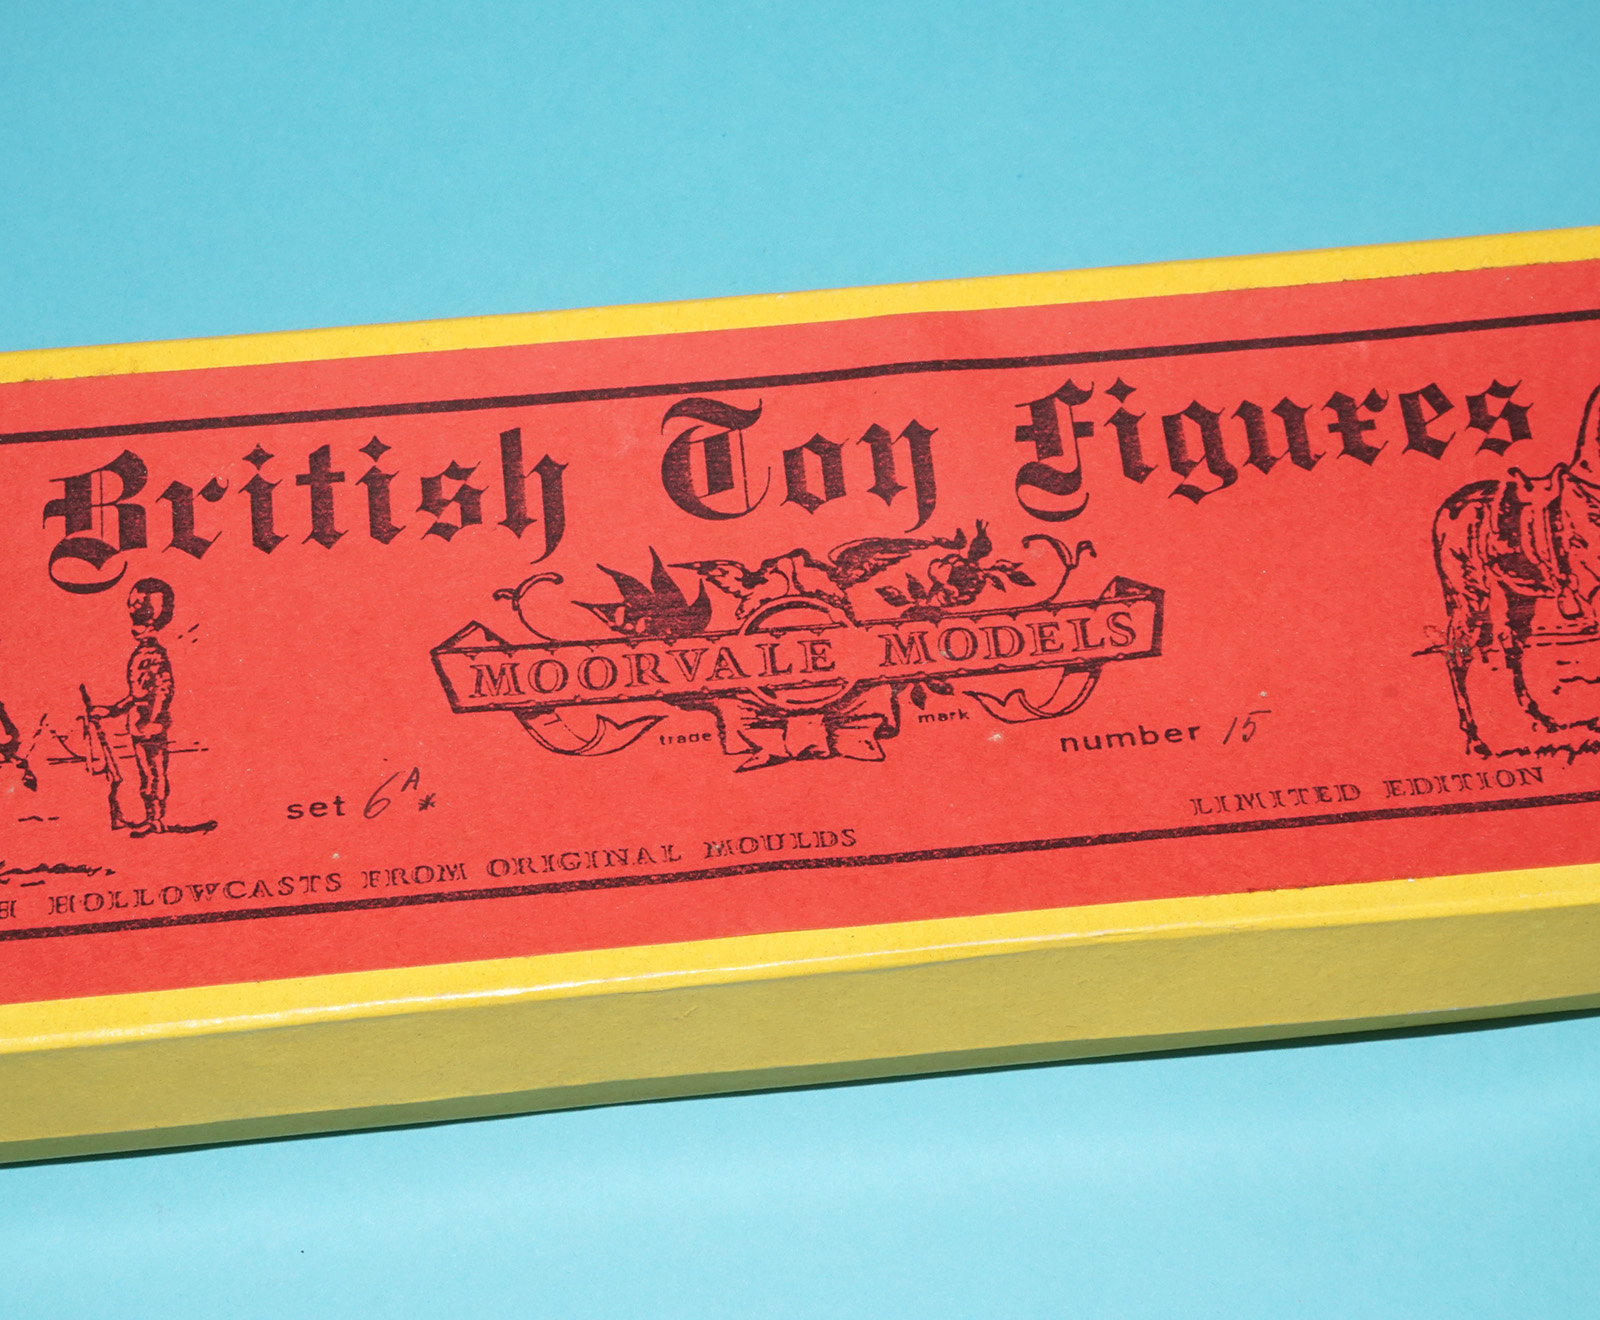 British Toy Figures
MOORVALE MODELS
trade mark
set 6A* number 15
HOLLOWCASTS FROM ORIGINAL MOULDS LIMITED EDITION